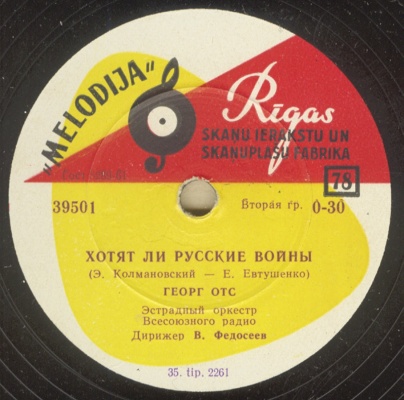 "MELODIJA"
Rīgas
SKAŅU IERAKSTU UN
SKAŅUPLAŠU FABRIKA
78
39501
Вторая гр. 0-30
ХОТЯТ ЛИ РУССКИЕ ВОЙНЫ
(Э. Колмановский — Е. Евтушенко)
ГЕОРГ ОТС
Эстрадный оркестр
Всесоюзного радио
Дирижер В. Федосеев
35. tip. 2261